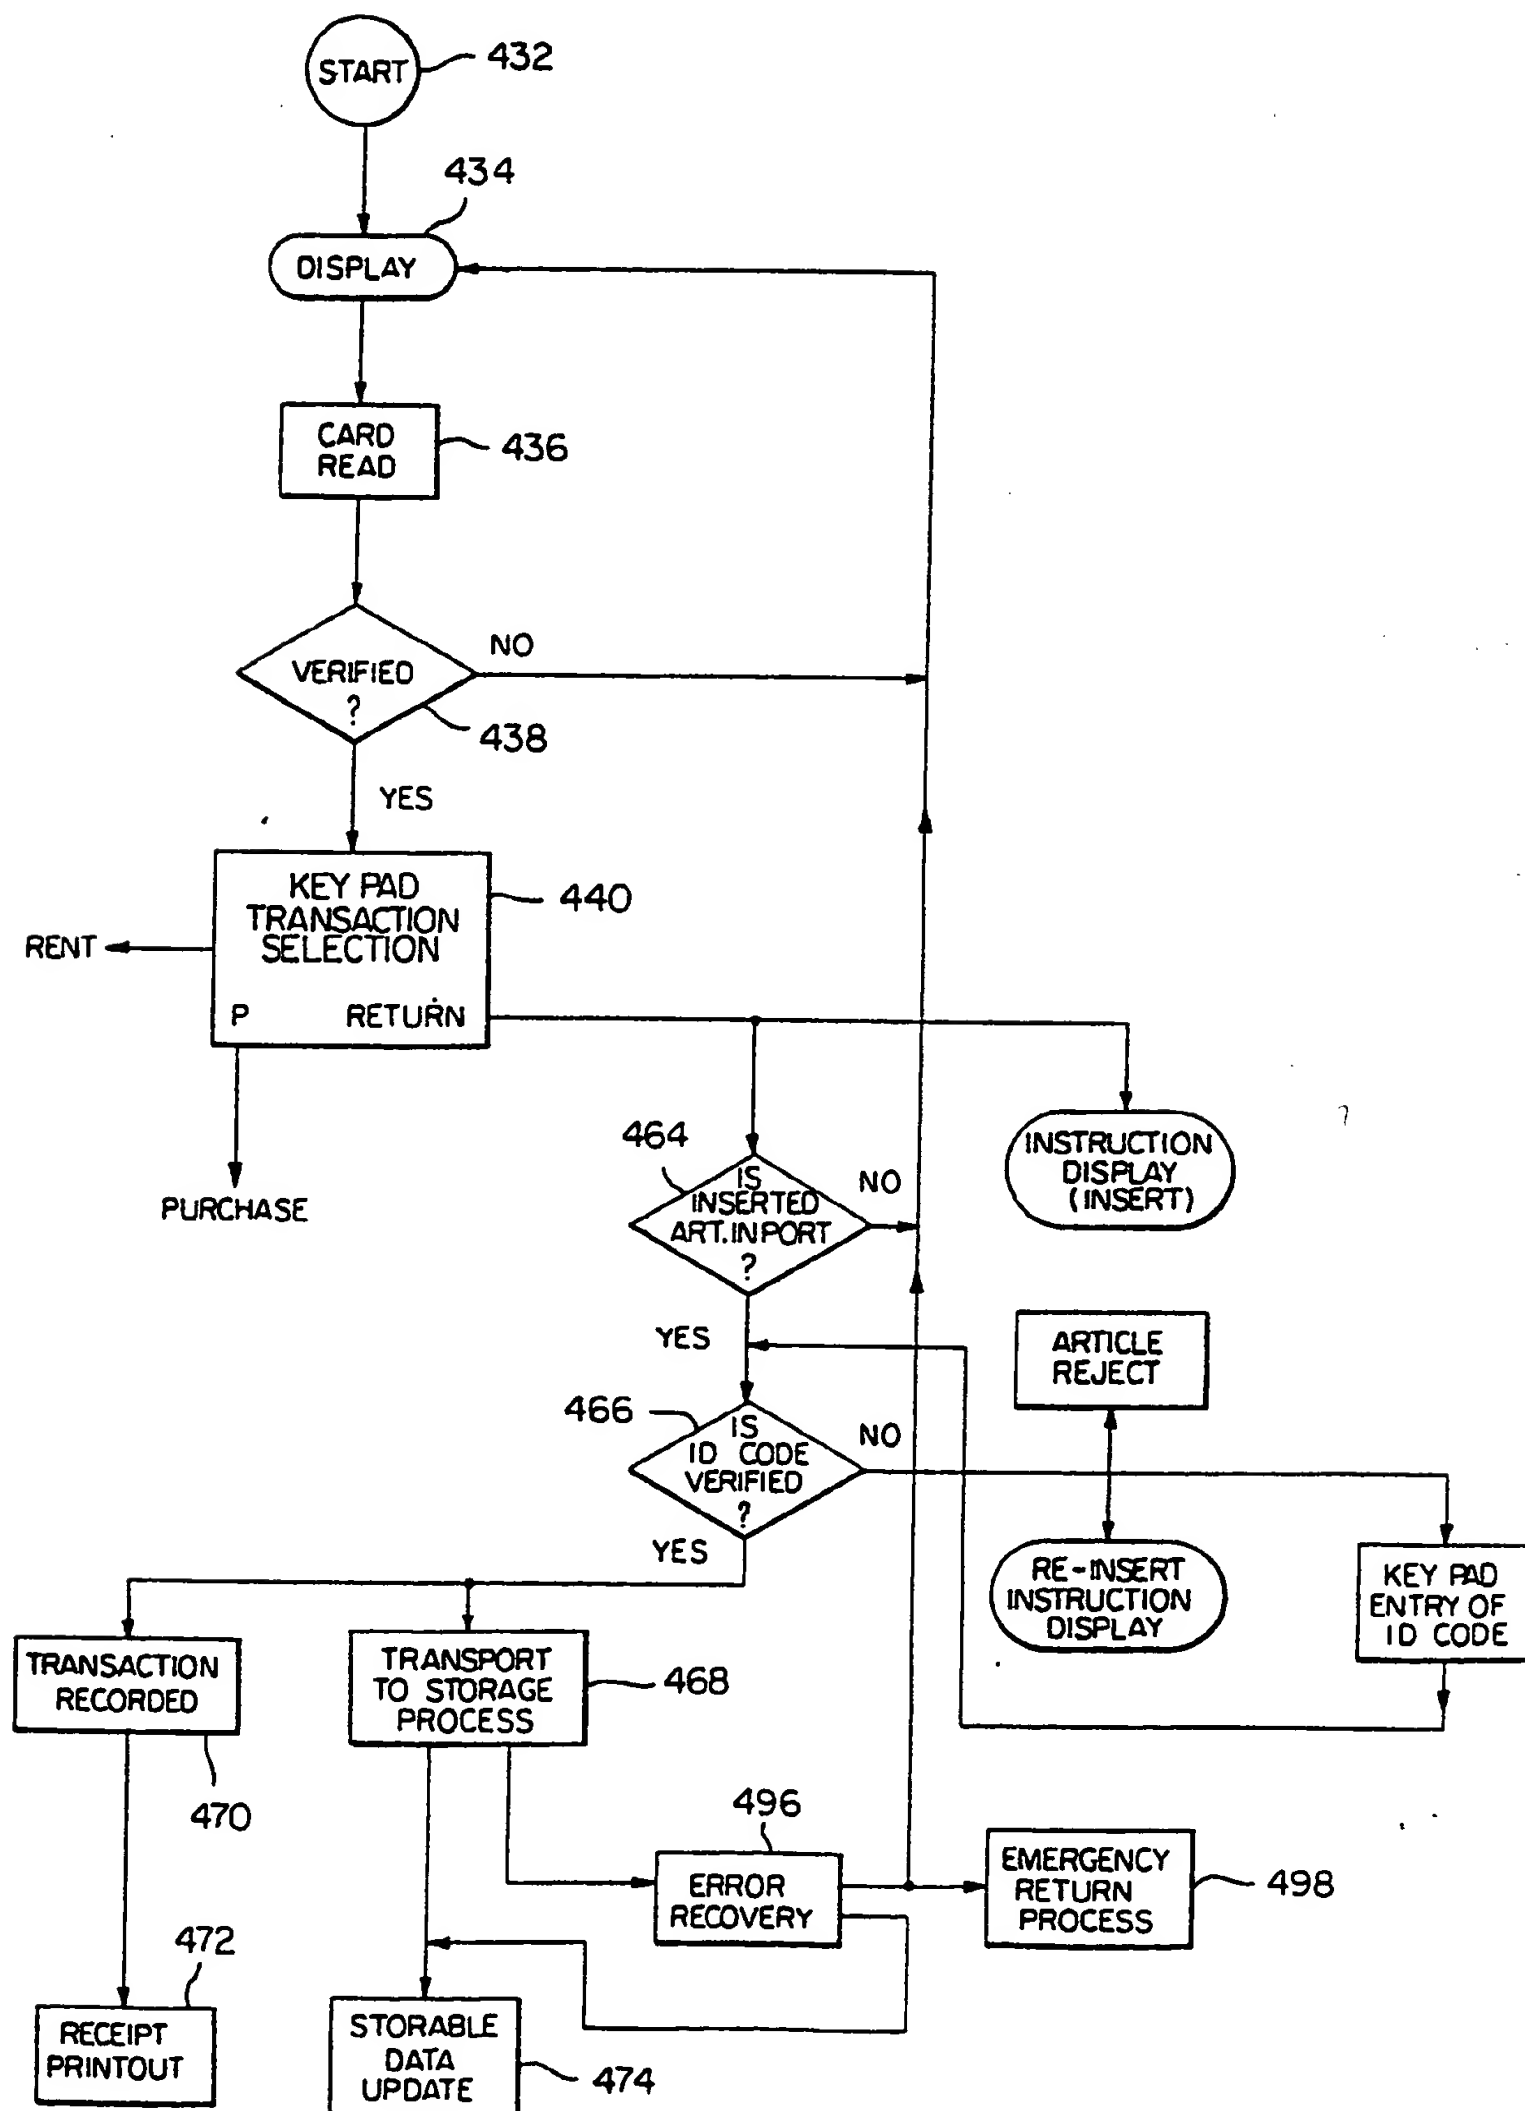 START
432
434
DISPLAY
CARD
READ
436
NO
VERIFIED
?
438
YES
KEY PAD
TRANSACTION
SELECTION
440
RENT
P RETURN
PURCHASE
464
IS
INSERTED
ART. IN PORT
?
NO
INSTRUCTION
DISPLAY
(INSERT)
YES
ARTICLE
REJECT
466
IS
ID CODE
VERIFIED
?
NO
YES
RE-INSERT
INSTRUCTION
DISPLAY
KEY PAD
ENTRY OF
ID CODE
TRANSACTION
RECORDED
TRANSPORT
TO STORAGE
PROCESS
468
470
496
ERROR
RECOVERY
EMERGENCY
RETURN
PROCESS
498
472
RECEIPT
PRINTOUT
STORABLE
DATA
UPDATE
474